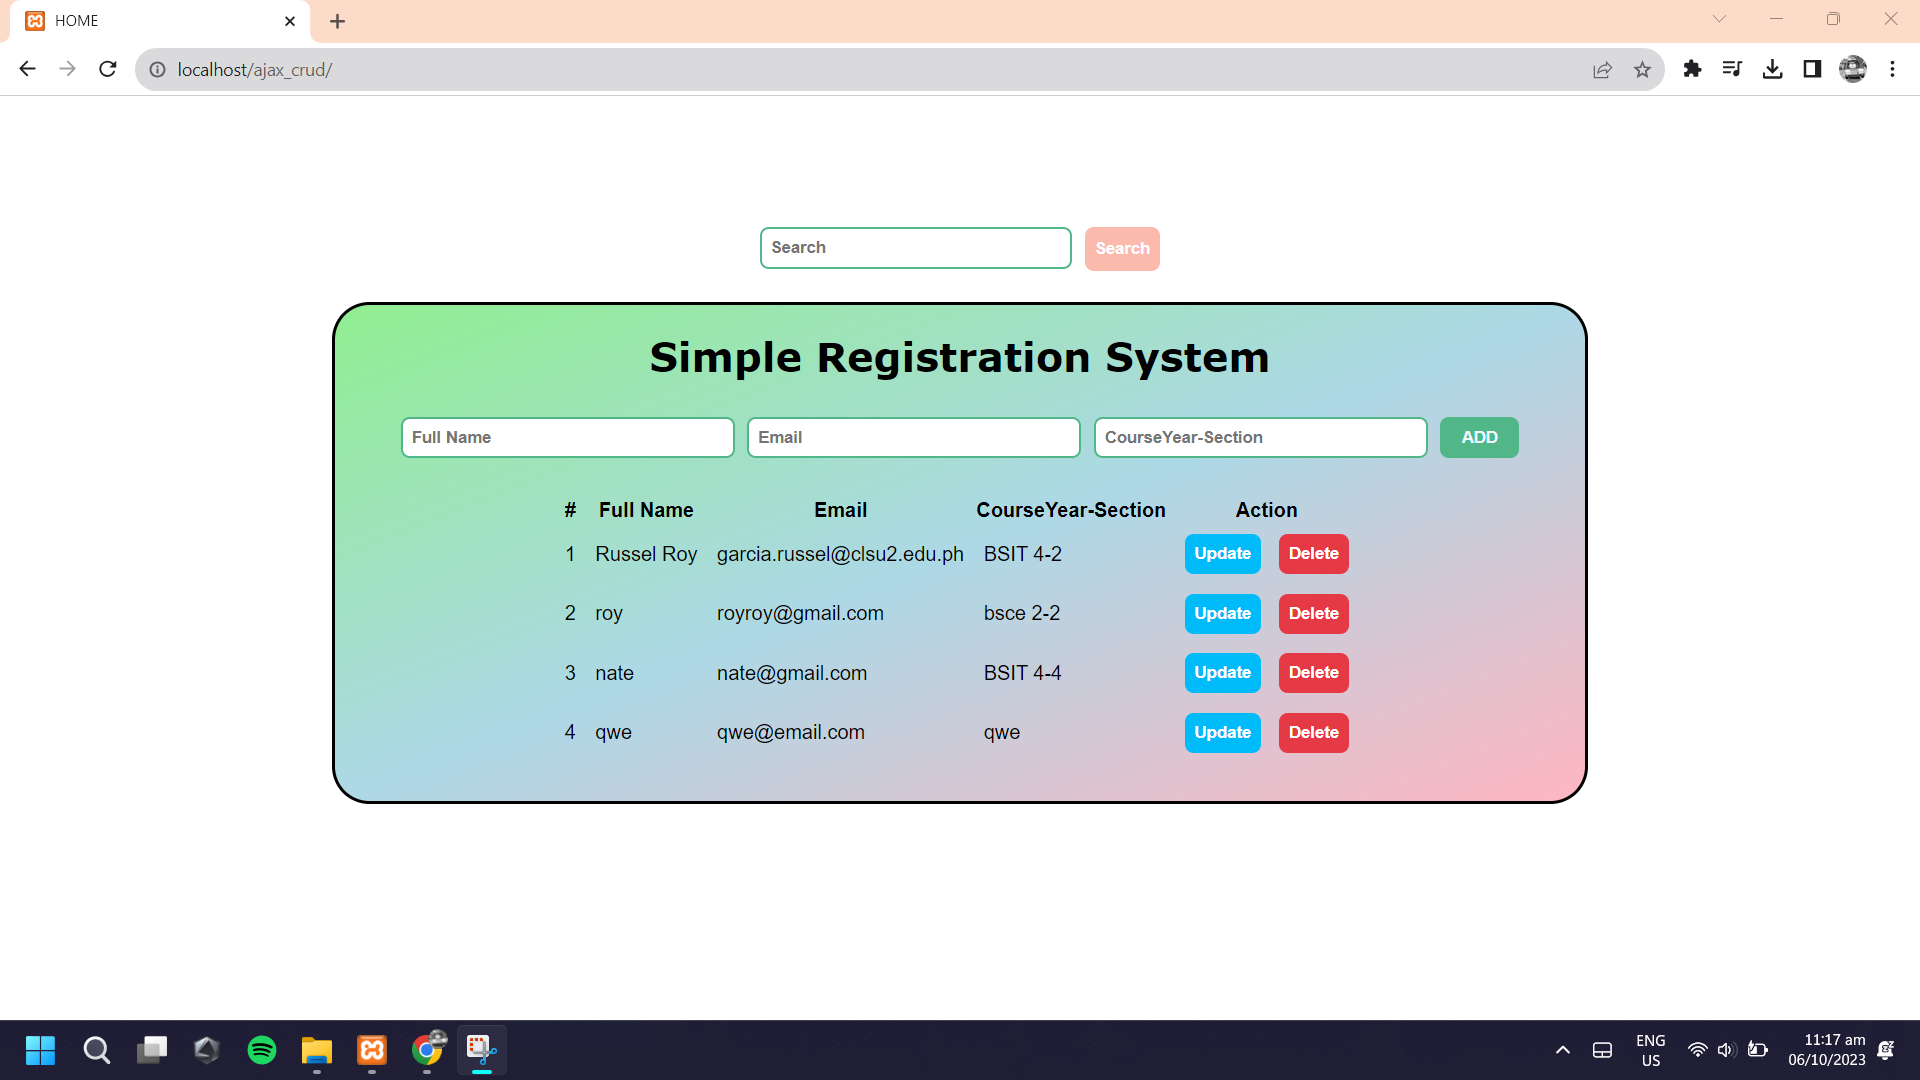 HOME
localhost/ajax_crud/
Search Search
Simple Registration System
Full Name Email CourseYear-Section ADD
# Full Name Email CourseYear-Section Action
1 Russel Roy garcia.russel@clsu2.edu.ph BSIT 4-2 Update Delete
2 roy royroy@gmail.com bsce 2-2 Update Delete
3 nate nate@gmail.com BSIT 4-4 Update Delete
4 qwe qwe@email.com qwe Update Delete
ENG 11:17 am
US 06/10/2023